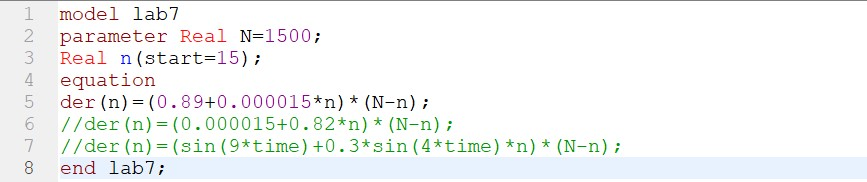 1 model lab7
2 parameter Real N=1500;
3 Real n(start=15);
4 equation
5 der(n)=(0.89+0.000015*n)*(N-n);
6 //der(n)=(0.000015+0.82*n)*(N-n);
7 //der(n)=(sin(9*time)+0.3*sin(4*time)*n)*(N-n);
8 end lab7;